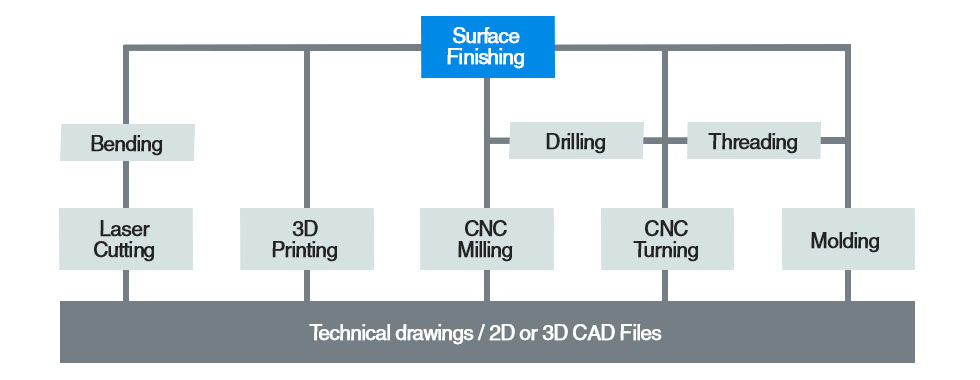 Surface
Finishing
Bending
Drilling
Threading
Laser
Cutting
3D
Printing
CNC
Milling
CNC
Turning
Molding
Technical drawings / 2D or 3D CAD Files